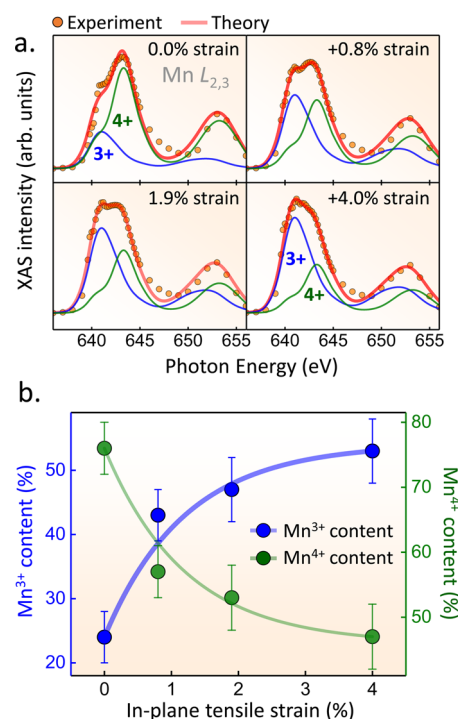 Experiment Theory
a.
0.0% strain
+0.8% strain
Mn L2,3
4+
3+
1.9% strain
+4.0% strain
3+
4+
XAS intensity (arb. units)
640 645 650 655 640 645 650 655
Photon Energy (eV)
b.
Mn3+ content (%)
50
40
30
20
80
70
60
50
Mn4+ content (%)
Mn3+ content
Mn4+ content
0 1 2 3 4
In-plane tensile strain (%)